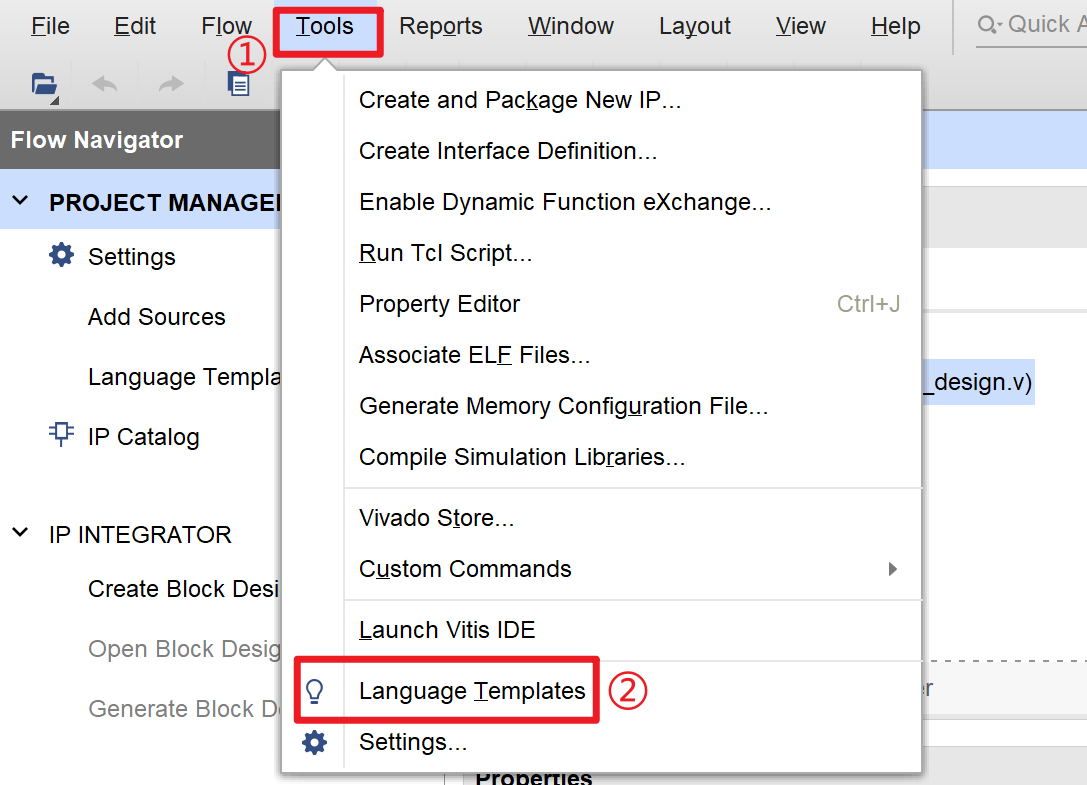 File Edit Flow Tools Reports Window Layout View Help Quick A
①
Flow Navigator
PROJECT MANAGE
Settings
Add Sources
Language Templa
IP Catalog
IP INTEGRATOR
Create Block Desi
Open Block Desig
Generate Block D
Create and Package New IP...
Create Interface Definition...
Enable Dynamic Function eXchange...
Run Tcl Script...
Property Editor Ctrl+J
Associate ELF Files...
Generate Memory Configuration File...
Compile Simulation Libraries...
Vivado Store...
Custom Commands
Launch Vitis IDE
Language Templates ②
Settings...
_design.v)
Properties